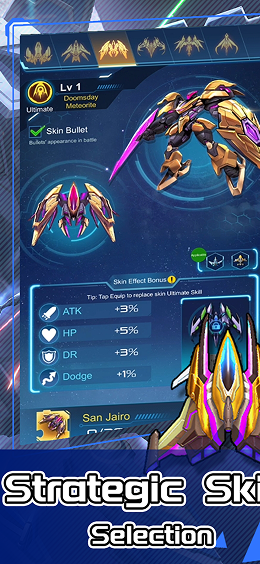 Lv 1
Ultimate
Doomsday
Meteorite
Skin Bullet
Bullets' appearance in battle
Skin Effect Bonus
Tip: Tap Equip to replace skin Ultimate Skill
ATK +3%
HP +5%
DR +3%
Dodge +1%
San Jairo
Strategic Ski
Selection